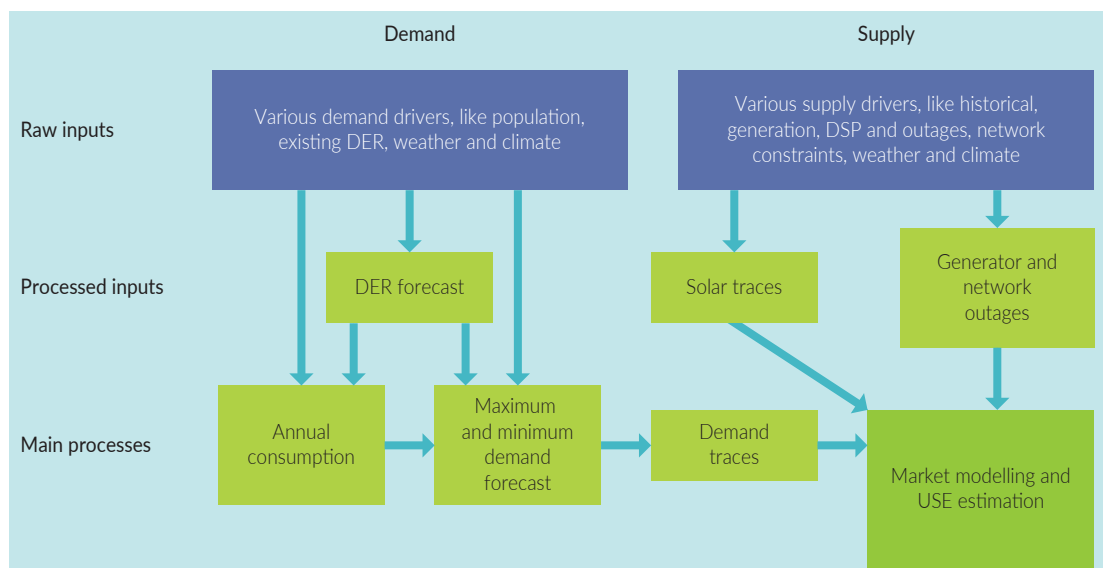 Demand
Supply
Raw inputs
Various demand drivers, like population,
existing DER, weather and climate
Various supply drivers, like historical,
generation, DSP and outages, network
constraints, weather and climate
Processed inputs
DER forecast
Solar traces
Generator and
network
outages
Main processes
Annual
consumption
Maximum
and minimum
demand
forecast
Demand
traces
Market modelling and
USE estimation